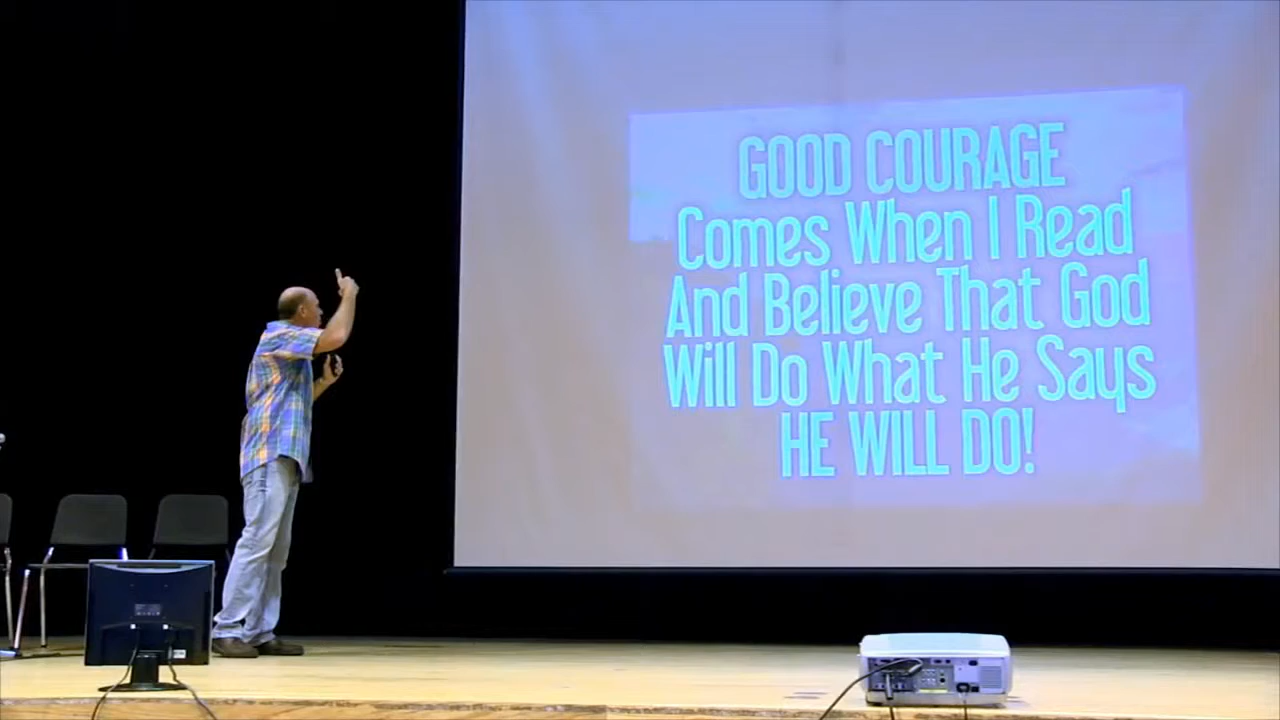 GOOD COURAGE
Comes When I Read
And Believe That God
Will Do What He Says
HE WILL DO!